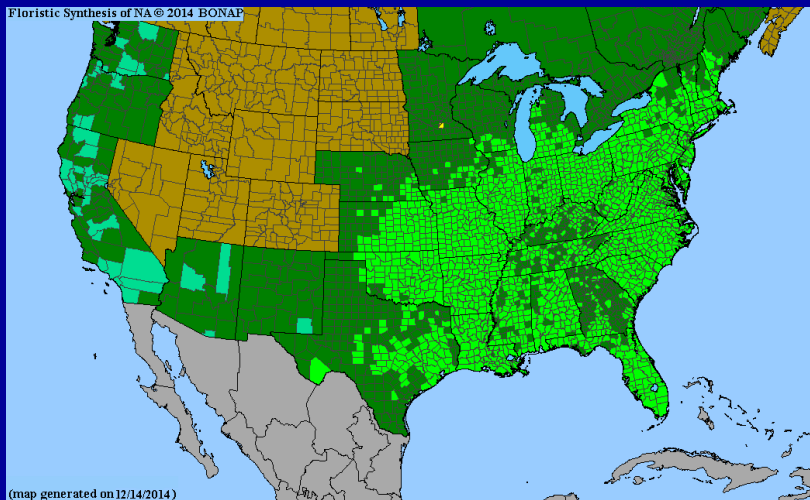 Floristic Synthesis of NA © 2014 BONAP
(map generated on 12/14/2014)